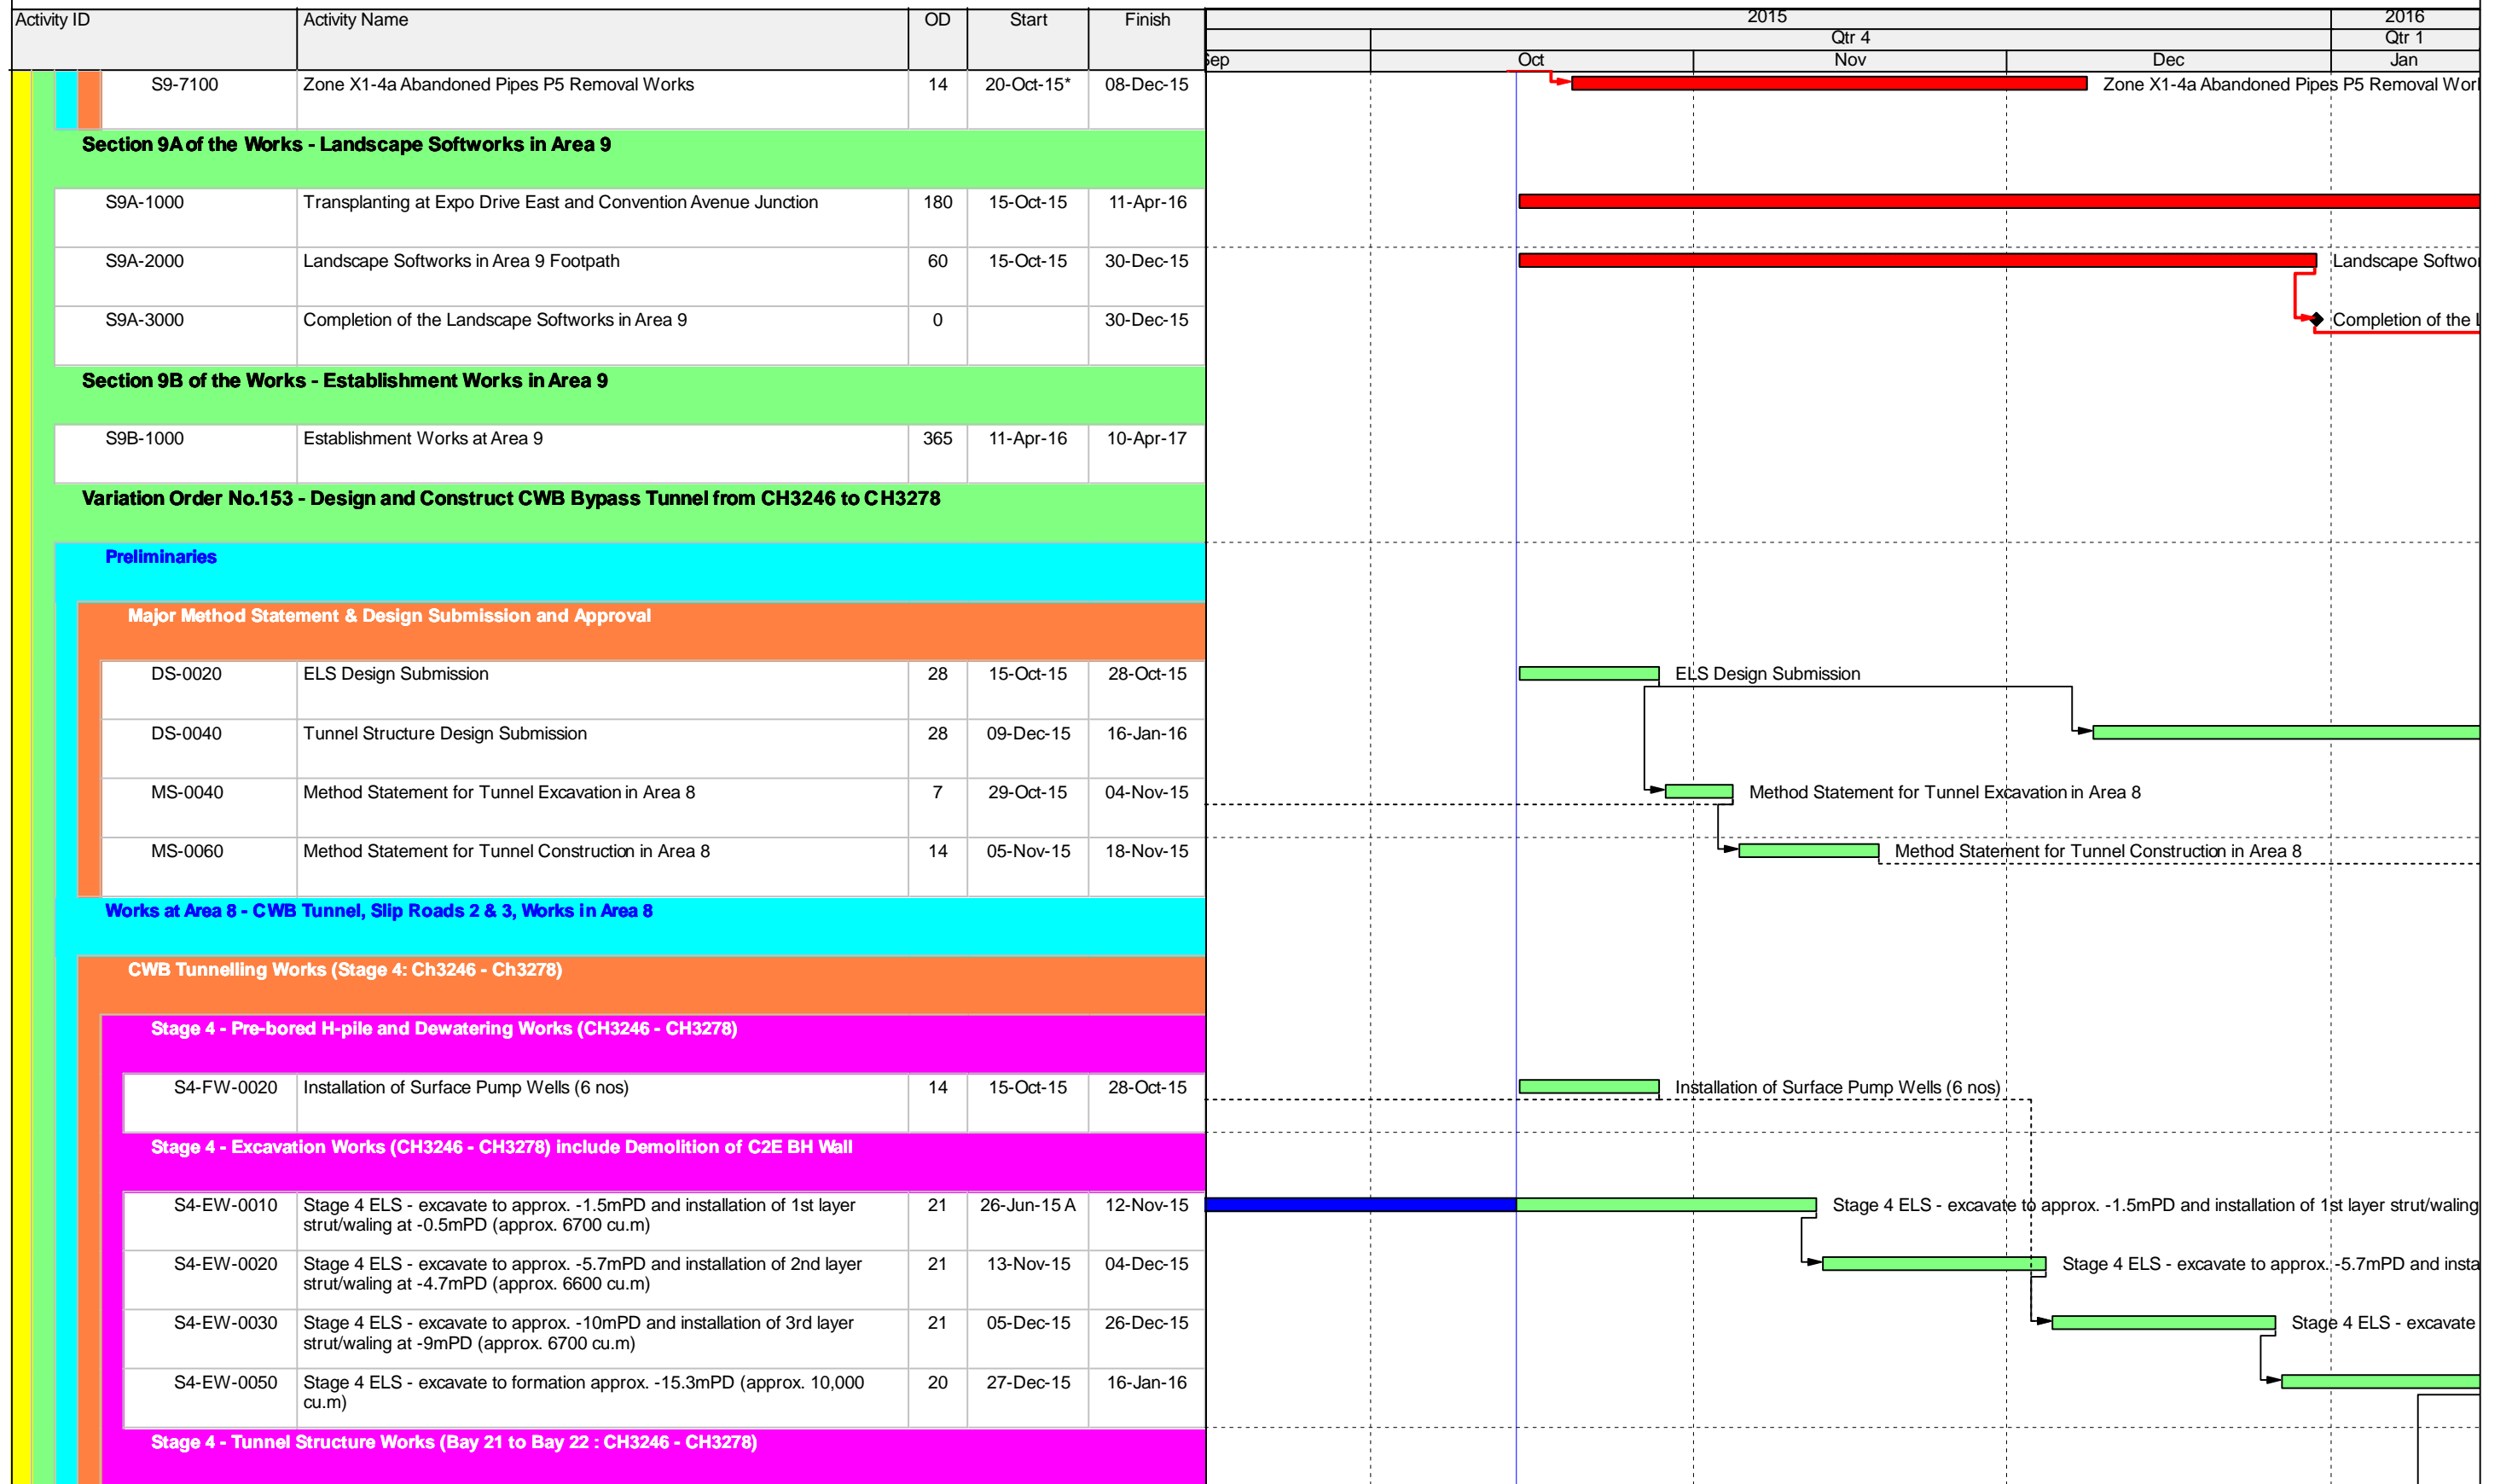 Activity ID Activity Name OD Start Finish 2015 2016
Qtr 4 Qtr 1
Sep Oct Nov Dec Jan
S9-7100 Zone X1-4a Abandoned Pipes P5 Removal Works 14 20-Oct-15* 08-Dec-15 Zone X1-4a Abandoned Pipes P5 Removal Worl
Section 9A of the Works - Landscape Softworks in Area 9
S9A-1000 Transplanting at Expo Drive East and Convention Avenue Junction 180 15-Oct-15 11-Apr-16
S9A-2000 Landscape Softworks in Area 9 Footpath 60 15-Oct-15 30-Dec-15 Landscape Softwor
S9A-3000 Completion of the Landscape Softworks in Area 9 0 30-Dec-15 Completion of the L
Section 9B of the Works - Establishment Works in Area 9
S9B-1000 Establishment Works at Area 9 365 11-Apr-16 10-Apr-17
Variation Order No.153 - Design and Construct CWB Bypass Tunnel from CH3246 to CH3278
Preliminaries
Major Method Statement & Design Submission and Approval
DS-0020 ELS Design Submission 28 15-Oct-15 28-Oct-15 ELS Design Submission
DS-0040 Tunnel Structure Design Submission 28 09-Dec-15 16-Jan-16
MS-0040 Method Statement for Tunnel Excavation in Area 8 7 29-Oct-15 04-Nov-15 Method Statement for Tunnel Excavation in Area 8
MS-0060 Method Statement for Tunnel Construction in Area 8 14 05-Nov-15 18-Nov-15 Method Statement for Tunnel Construction in Area 8
Works at Area 8 - CWB Tunnel, Slip Roads 2 & 3, Works in Area 8
CWB Tunnelling Works (Stage 4: Ch3246 - Ch3278)
Stage 4 - Pre-bored H-pile and Dewatering Works (CH3246 - CH3278)
S4-FW-0020 Installation of Surface Pump Wells (6 nos) 14 15-Oct-15 28-Oct-15 Installation of Surface Pump Wells (6 nos)
Stage 4 - Excavation Works (CH3246 - CH3278) include Demolition of C2E BH Wall
S4-EW-0010 Stage 4 ELS - excavate to approx. -1.5mPD and installation of 1st layer 21 26-Jun-15 A 12-Nov-15 Stage 4 ELS - excavate to approx. -1.5mPD and installation of 1st layer strut/waling
strut/waling at -0.5mPD (approx. 6700 cu.m)
S4-EW-0020 Stage 4 ELS - excavate to approx. -5.7mPD and installation of 2nd layer 21 13-Nov-15 04-Dec-15 Stage 4 ELS - excavate to approx. -5.7mPD and insta
strut/waling at -4.7mPD (approx. 6600 cu.m)
S4-EW-0030 Stage 4 ELS - excavate to approx. -10mPD and installation of 3rd layer 21 05-Dec-15 26-Dec-15 Stage 4 ELS - excavate
strut/waling at -9mPD (approx. 6700 cu.m)
S4-EW-0050 Stage 4 ELS - excavate to formation approx. -15.3mPD (approx. 10,000 20 27-Dec-15 16-Jan-16
cu.m)
Stage 4 - Tunnel Structure Works (Bay 21 to Bay 22 : CH3246 - CH3278)